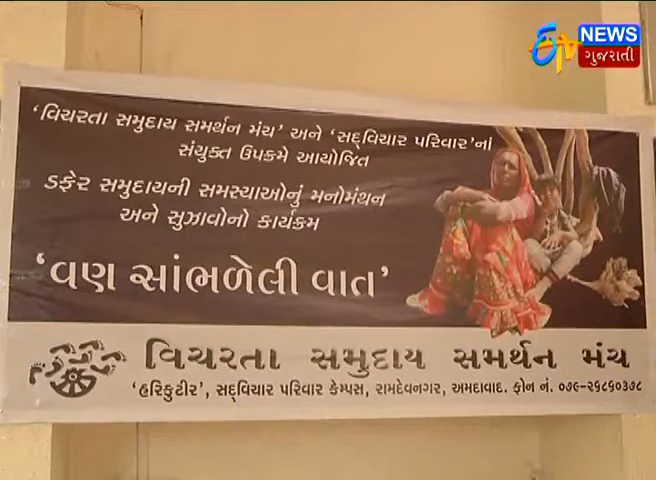 ETV NEWS
ગુજરાતી
'વિચરતા સમુદાય સમર્થન મંચ' અને 'સદ્‌વિચાર પરિવાર'નાં
સંયુક્ત ઉપક્રમે આયોજિત
ડફેર સમુદાયની સમસ્યાઓનું મનોમંથન
અને સુઝાવોનો કાર્યક્રમ
'વણ સાંભળેલી વાત'
વિચરતા સમુદાય સમર્થન મંચ
'હરિકુટીર', સદ્‌વિચાર પરિવાર કેમ્પસ, રામદેવનગર, અમદાવાદ. ફોન નં. ૦૭૯-૨૬૮૬૦૩૭૮